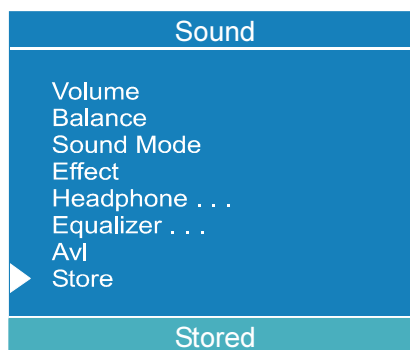 Sound
Volume
Balance
Sound Mode
Effect
Headphone . . .
Equalizer . . .
Avl
Store
Stored